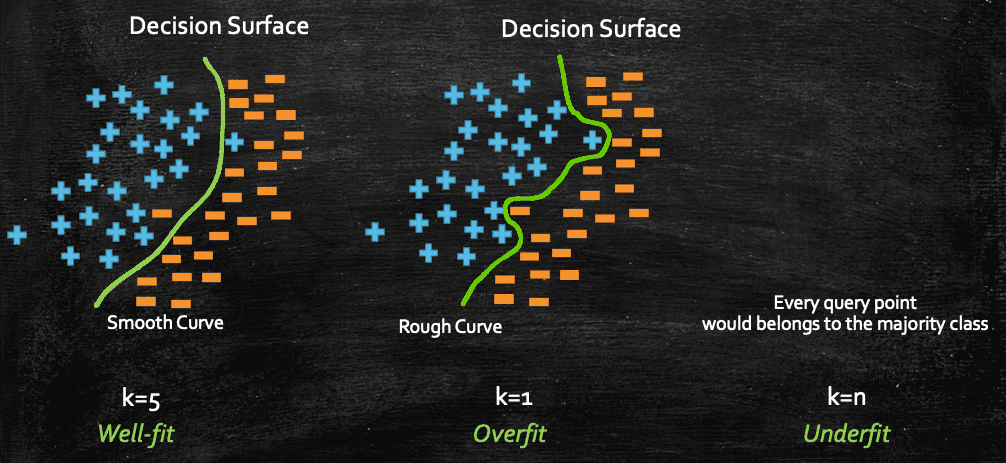 Decision Surface
Smooth Curve
k=5
Well-fit
Decision Surface
Rough Curve
k=1
Overfit
Every query point
would belongs to the majority class
k=n
Underfit